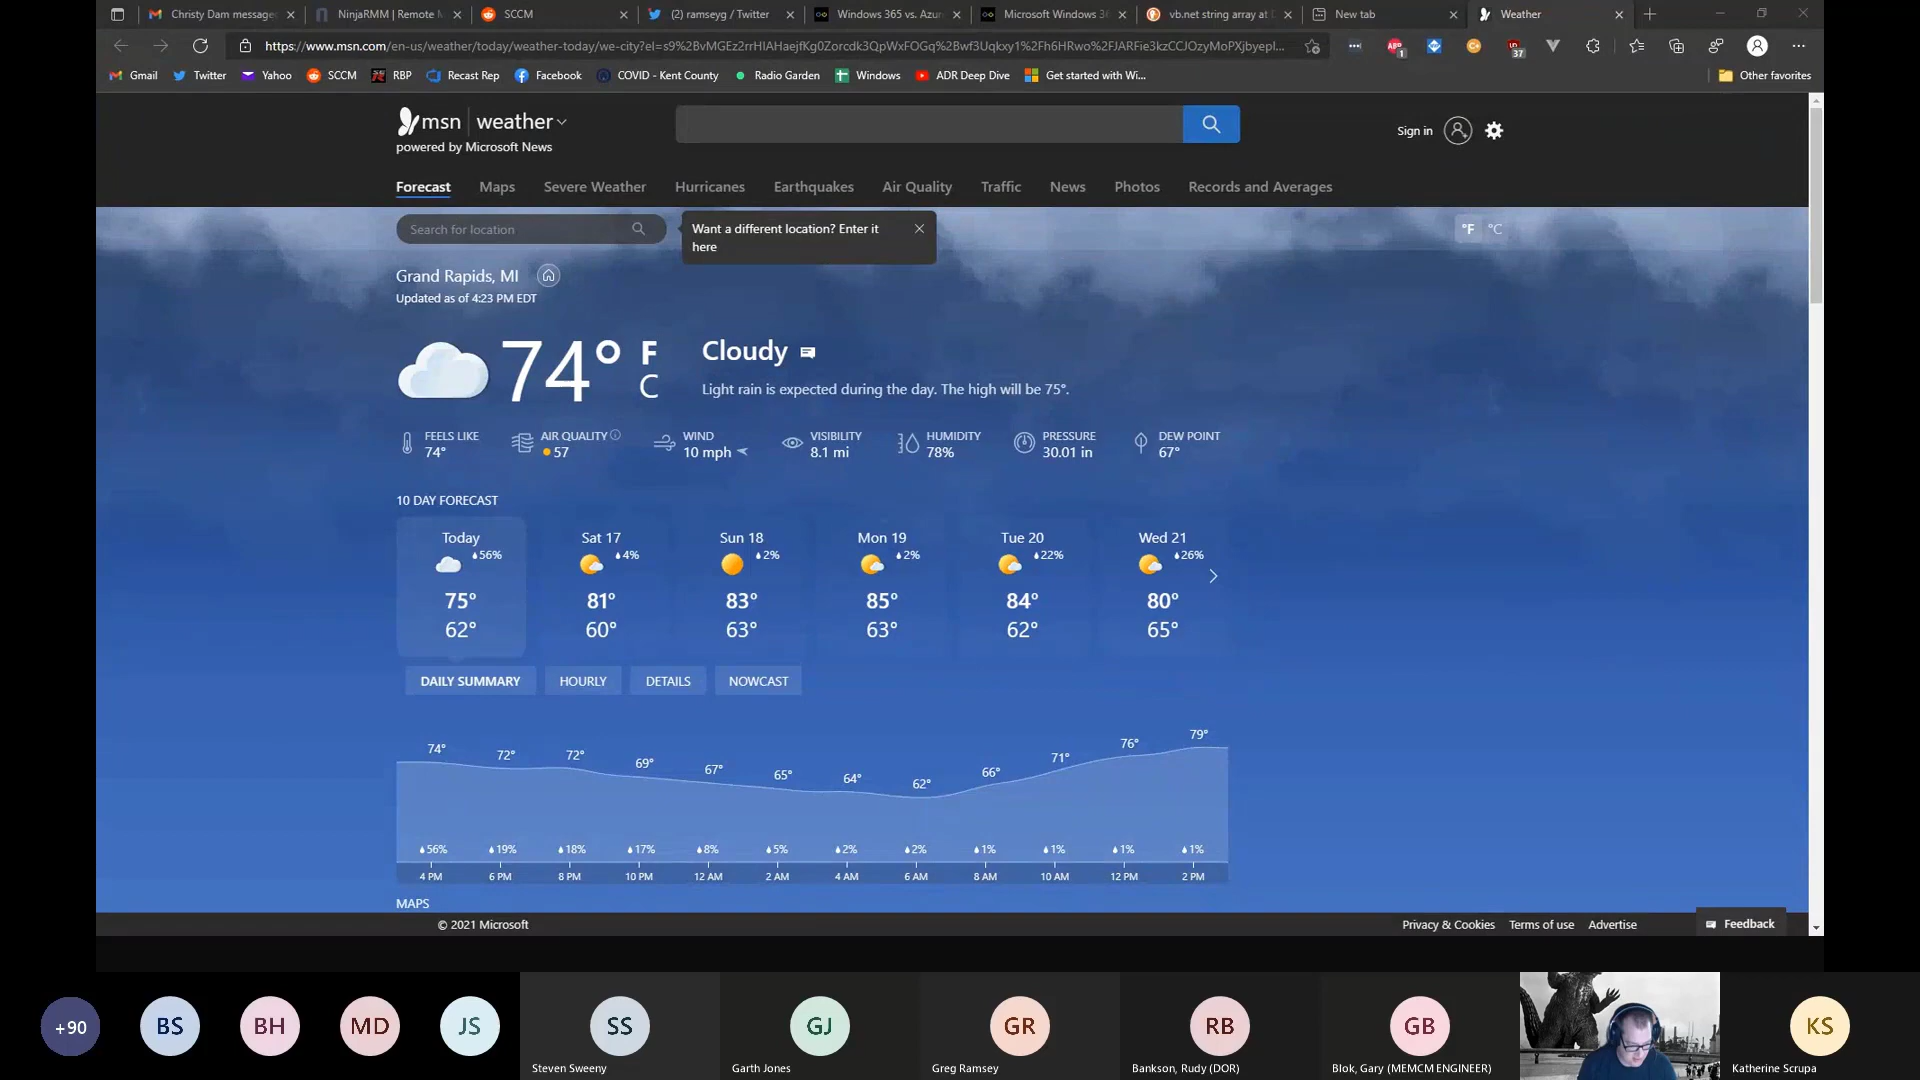 Christy Dam message
NinjaRMM | Remote M
SCCM
(2) ramseyg / Twitter
Windows 365 vs. Azur
Microsoft Windows 36
vb.net string array at D
New tab
Weather
https://www.msn.com/en-us/weather/today/weather-today/we-city?
1
37
Gmail
Twitter
Yahoo
SCCM
RBP
Recast Rep
Facebook
COVID - Kent County
Radio Garden
Windows
ADR Deep Dive
Get started with Wi...
Other favorites
msn weather
powered by Microsoft News
Sign in
Forecast
Maps
Severe Weather
Hurricanes
Earthquakes
Air Quality
Traffic
News
Photos
Records and Averages
Search for location
Want a different location? Enter it
here
°F °C
Grand Rapids, MI
Updated as of 4:23 PM EDT
74° F
C
Cloudy
Light rain is expected during the day. The high will be 75°.
FEELS LIKE
74°
AIR QUALITY
57
WIND
10 mph
VISIBILITY
8.1 mi
HUMIDITY
78%
PRESSURE
30.01 in
DEW POINT
67°
10 DAY FORECAST
Today
56%
75°
62°
Sat 17
4%
81°
60°
Sun 18
2%
83°
63°
Mon 19
2%
85°
63°
Tue 20
22%
84°
62°
Wed 21
26%
80°
65°
DAILY SUMMARY
HOURLY
DETAILS
NOWCAST
74° 72° 72° 69° 67° 65° 64° 62° 66° 71° 76° 79°
56% 19% 18% 17% 8% 5% 2% 2% 1% 1% 1% 1%
4 PM 6 PM 8 PM 10 PM 12 AM 2 AM 4 AM 6 AM 8 AM 10 AM 12 PM 2 PM
MAPS
© 2021 Microsoft
Privacy & Cookies
Terms of use
Advertise
Feedback
+90
BS
BH
MD
JS
SS
Steven Sweeny
GJ
Garth Jones
GR
Greg Ramsey
RB
Bankson, Rudy (DOR)
GB
Blok, Gary (MEMCM ENGINEER)
KS
Katherine Scrupa